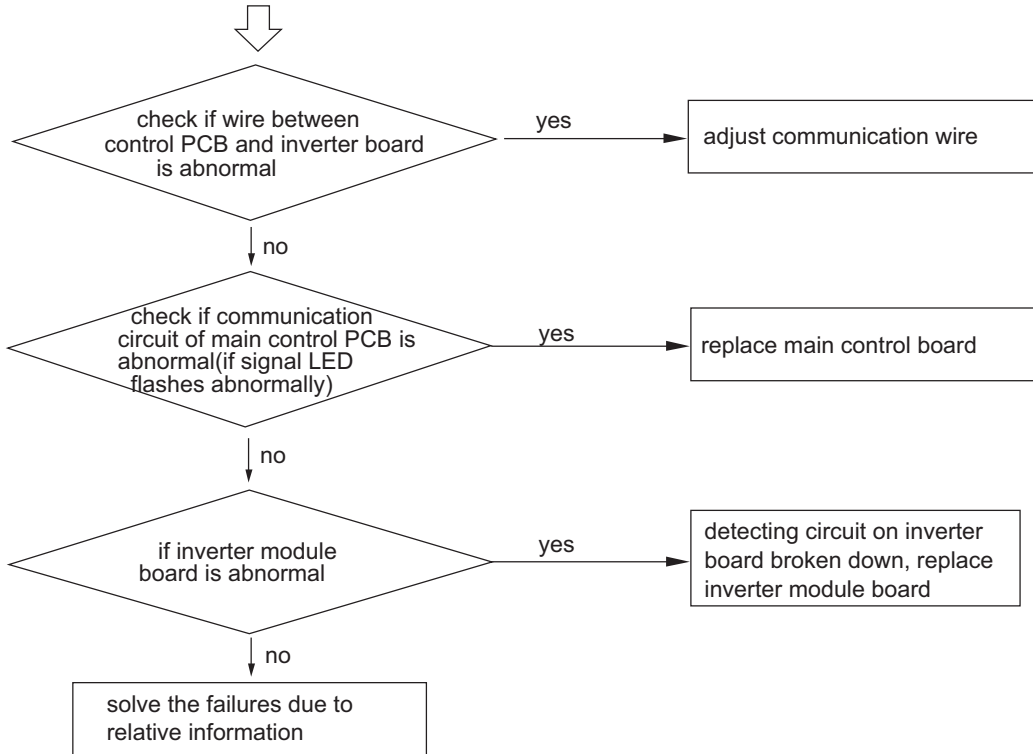 check if wire between
control PCB and inverter board
is abnormal
yes
adjust communication wire
no
check if communication
circuit of main control PCB is
abnormal(if signal LED
flashes abnormally)
yes
replace main control board
no
if inverter module
board is abnormal
yes
detecting circuit on inverter
board broken down, replace
inverter module board
no
solve the failures due to
relative information